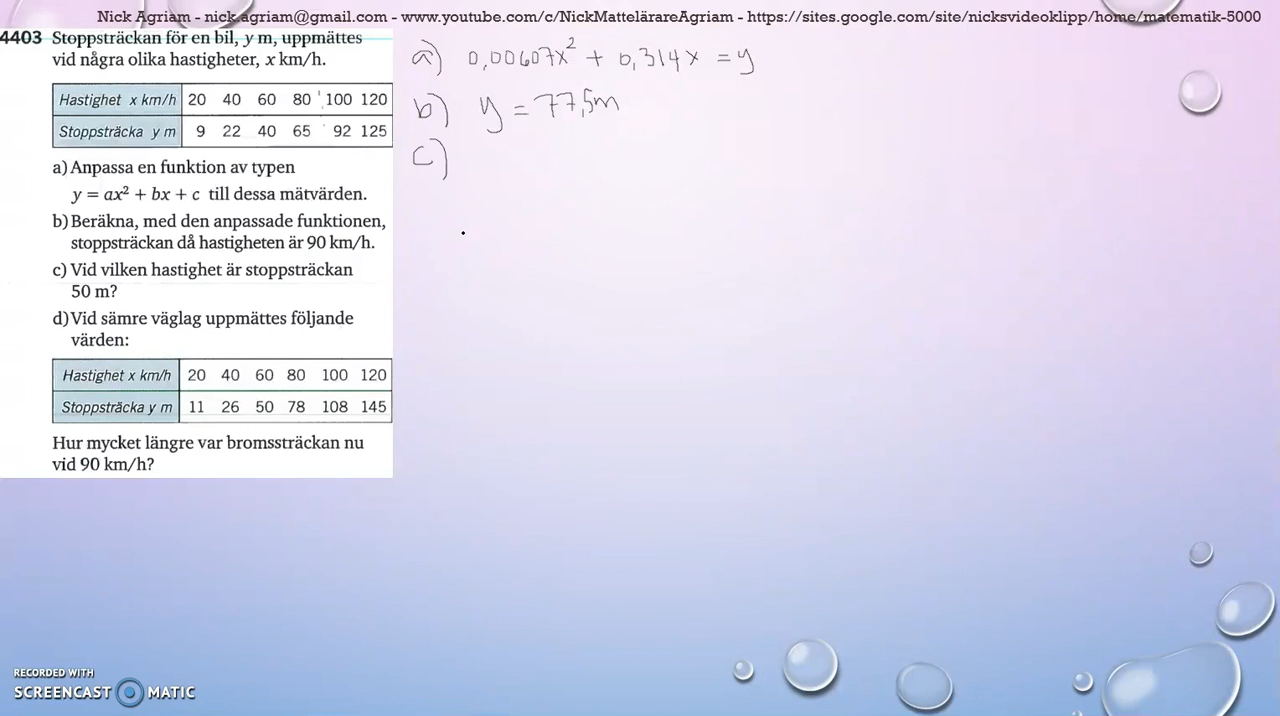 Nick Agriam - nick.agriam@gmail.com - www.youtube.com/c/NickMattelärareAgriam - https://sites.google.com/site/nicksvideoklipp/home/matematik-5000
4403 Stoppsträckan för en bil, y m, uppmättes
vid några olika hastigheter, x km/h.
Hastighet x km/h 20 40 60 80 100 120
Stoppsträcka y m 9 22 40 65 92 125
a) Anpassa en funktion av typen
y = ax² + bx + c till dessa mätvärden.
b) Beräkna, med den anpassade funktionen,
stoppsträckan då hastigheten är 90 km/h.
c) Vid vilken hastighet är stoppsträckan
50 m?
d) Vid sämre väglag uppmättes följande
värden:
Hastighet x km/h 20 40 60 80 100 120
Stoppsträcka y m 11 26 50 78 108 145
Hur mycket längre var bromssträckan nu
vid 90 km/h?
a) 0,00607x² + 0,314x = y
b) y = 77,5m
c)
RECORDED WITH
SCREENCAST MATIC